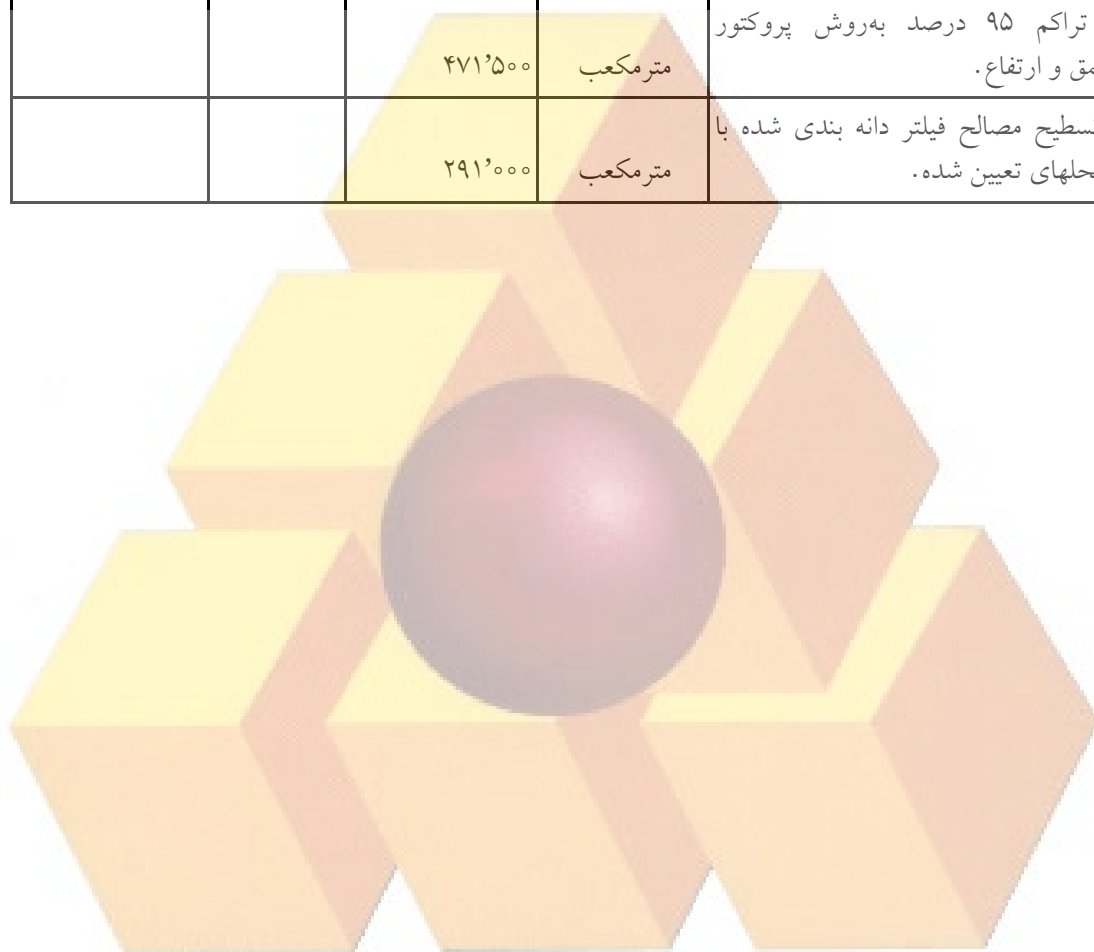 تراکم ۹۵ درصد به‌روش پروکتور
مق و ارتفاع. مترمکعب ۴۷۱٬۵۰۰
تسطیح مصالح فیلتر دانه بندی شده با
حلهای تعیین شده. مترمکعب ۲۹۱٬۰۰۰